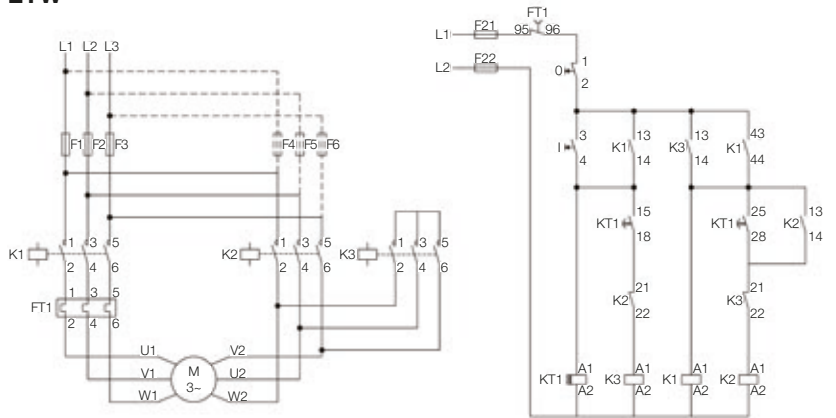 FT1
L1 F21 95 96
L1 L2 L3
L2 F22
1
0
2
F1 F2 F3 F4 F5 F6
3 13 13 43
I K1 K3 K1
4 14 14 44
15 25 13
KT1 KT1 K2
18 28 14
1 3 5 1 3 5 1 3 5
K1 K2 K3
2 4 6 2 4 6 2 4 6
1 3 5
FT1
2 4 6
21 21
K2 K3
22 22
U1 V2
V1 M U2
3~
W1 W2
A1 A1 A1 A1
KT1 K3 K1 K2
A2 A2 A2 A2